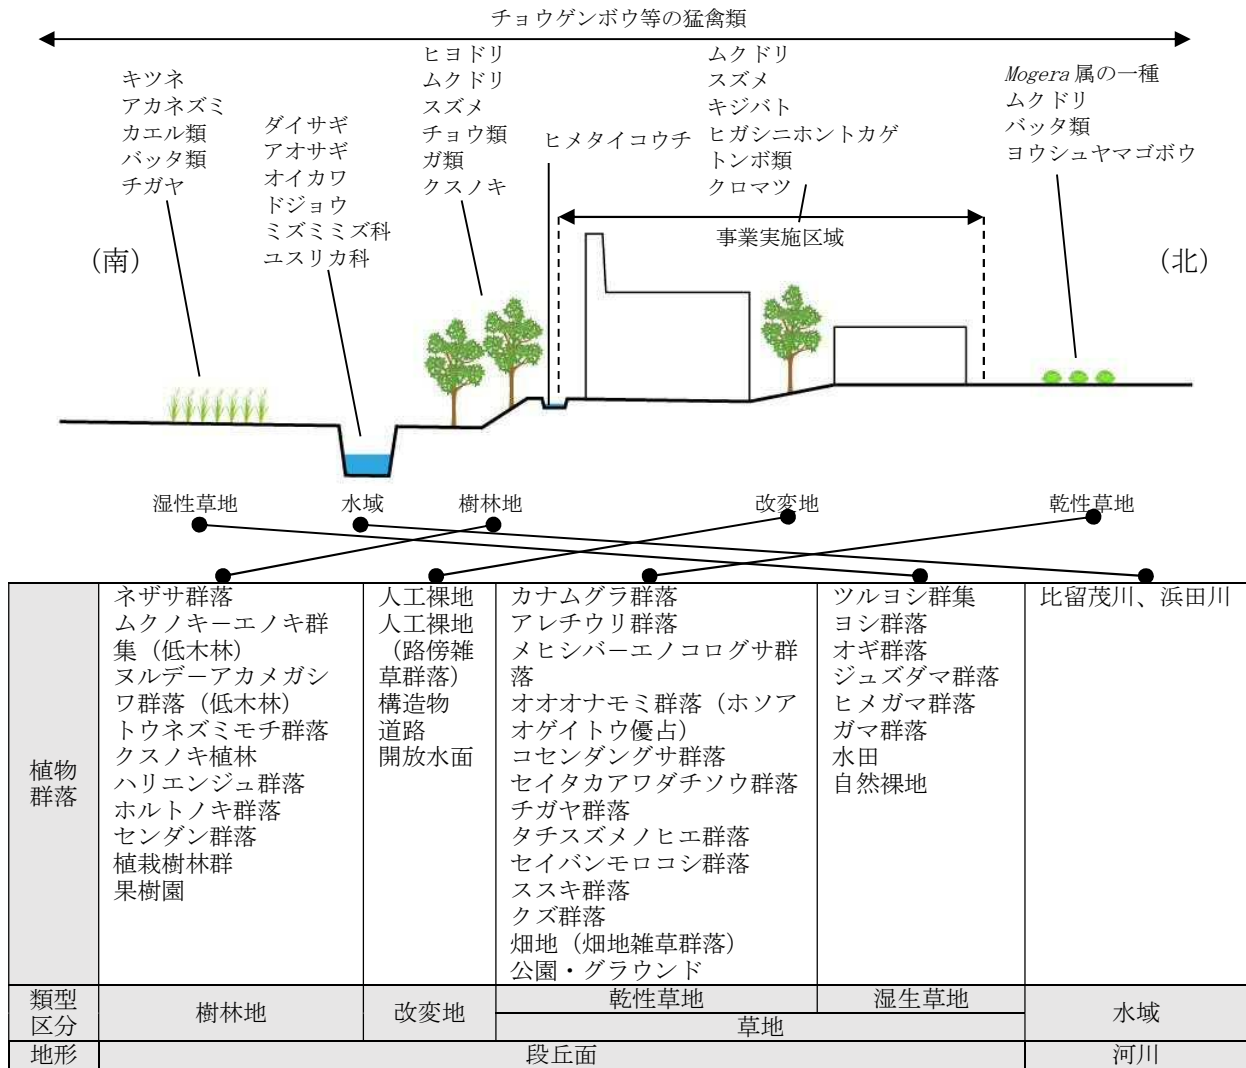 チョウゲンボウ等の猛禽類
キツネ
アカネズミ
カエル類
バッタ類
チガヤ
ダイサギ
アオサギ
オイカワ
ドジョウ
ミズミミズ科
ユスリカ科
ヒヨドリ
ムクドリ
スズメ
チョウ類
ガ類
クスノキ
ヒメタイコウチ
ムクドリ
スズメ
キジバト
ヒガシニホントカゲ
トンボ類
クロマツ
Mogera 属の一種
ムクドリ
バッタ類
ヨウシュヤマゴボウ
事業実施区域
（南）
（北）
湿性草地
水域
樹林地
改変地
乾性草地
植物
群落
ネザサ群落
ムクノキ－エノキ群
集（低木林）
ヌルデ－アカメガシ
ワ群落（低木林）
トウネズミモチ群落
クスノキ植林
ハリエンジュ群落
ホルトノキ群落
センダン群落
植栽樹林群
果樹園
人工裸地
人工裸地
（路傍雑
草群落）
構造物
道路
開放水面
カナムグラ群落
アレチウリ群落
メヒシバ－エノコログサ群
落
オオオナモミ群落（ホソア
オゲイトウ優占）
コセンダングサ群落
セイタカアワダチソウ群落
チガヤ群落
タチスズメノヒエ群落
セイバンモロコシ群落
ススキ群落
クズ群落
畑地（畑地雑草群落）
公園・グラウンド
ツルヨシ群集
ヨシ群落
オギ群落
ジュズダマ群落
ヒメガマ群落
ガマ群落
水田
自然裸地
比留茂川、浜田川
類型
区分
樹林地
改変地
乾性草地
湿生草地
草地
水域
地形
段丘面
河川